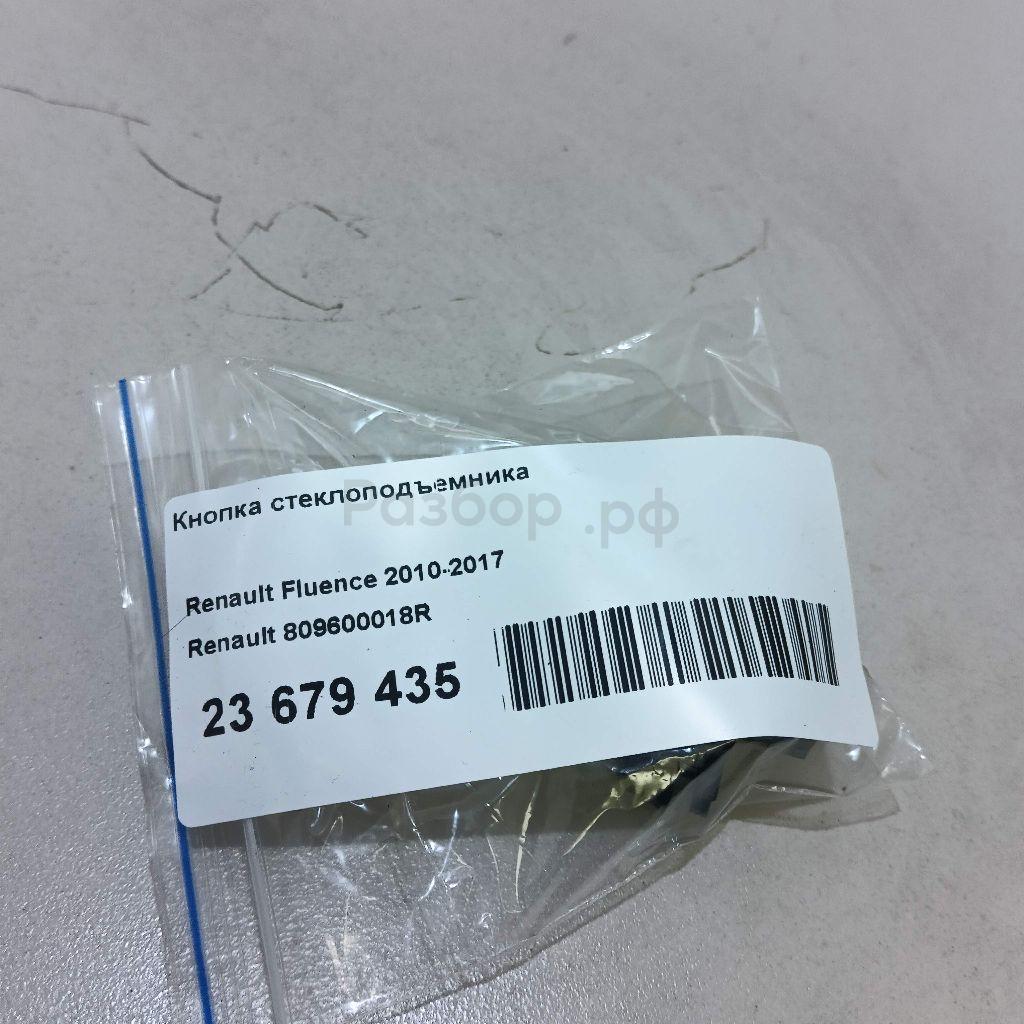 Кнопка стеклоподъемника
Разбор.рф
Renault Fluence 2010-2017
Renault 809600018R
23 679 435